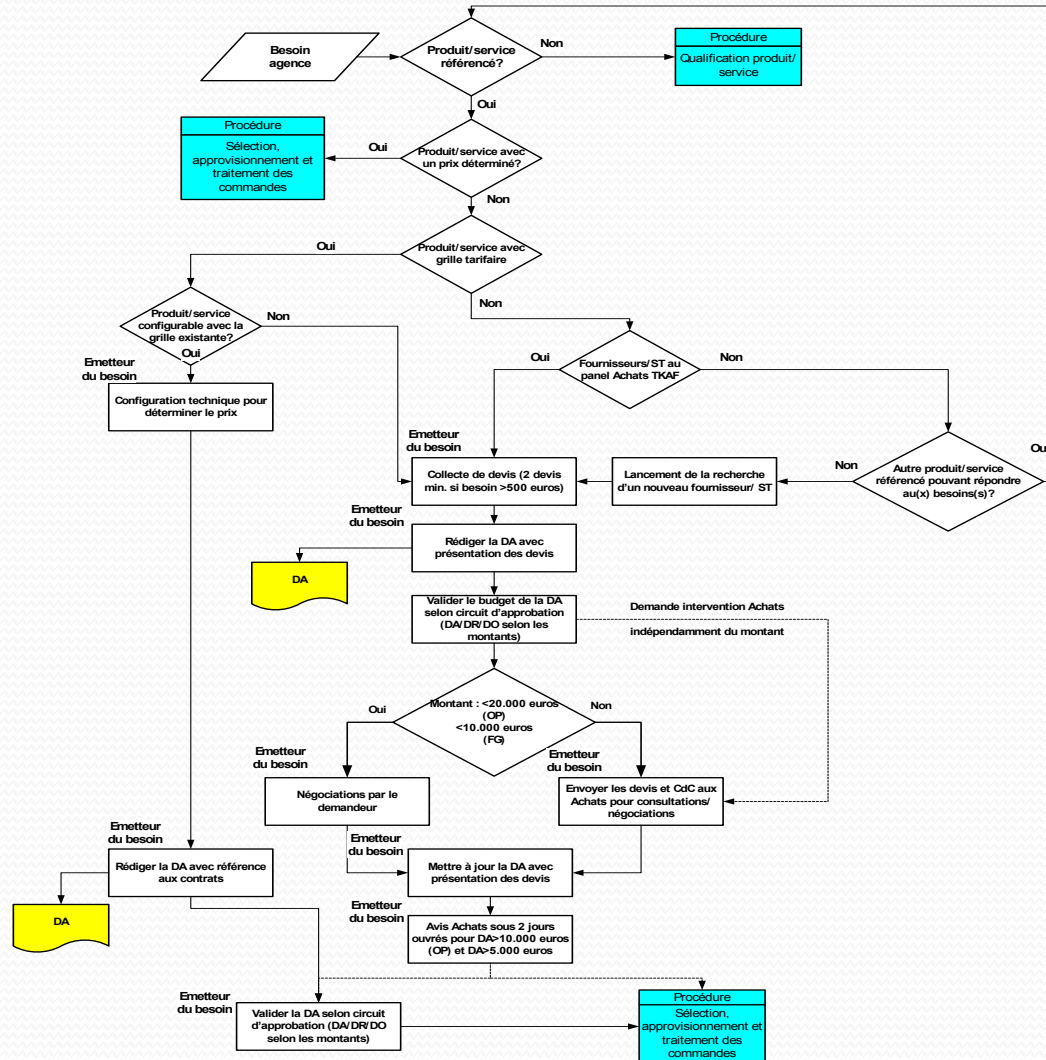 Besoin
agence
Produit/service
référencé?
Non
Procédure
Qualification produit/
service
Oui
Procédure
Sélection,
approvisionnement et
traitement des
commandes
Oui
Produit/service avec
un prix déterminé?
Non
Oui
Produit/service avec
grille tarifaire
Non
Produit/service
configurable avec la
grille existante?
Non
Oui
Oui
Fournisseurs/ST au
panel Achats TKAF
Non
Emetteur
du besoin
Configuration technique pour
déterminer le prix
Emetteur
du besoin
Collecte de devis (2 devis
min. si besoin >500 euros)
Lancement de la recherche
d'un nouveau fournisseur/ ST
Non
Autre produit/service
référencé pouvant répondre
au(x) besoins(s)?
Ou
Emetteur
du besoin
Rédiger la DA avec
présentation des devis
DA
Valider le budget de la DA
selon circuit d'approbation
(DA/DR/DO selon les
montants)
Demande intervention Achats
indépendamment du montant
Oui
Montant : <20.000 euros
(OP)
<10.000 euros
(FG)
Non
Emetteur
du besoin
Négociations par le
demandeur
Emetteur
du besoin
Envoyer les devis et CdC aux
Achats pour consultations/
négociations
Emetteur
du besoin
Rédiger la DA avec référence
aux contrats
DA
Emetteur
du besoin
Mettre à jour la DA avec
présentation des devis
Emetteur
du besoin
Avis Achats sous 2 jours
ouvrés pour DA>10.000 euros
(OP) et DA>5.000 euros
Emetteur
du besoin
Valider la DA selon circuit
d'approbation (DA/DR/DO
selon les montants)
Procédure
Sélection,
approvisionnement et
traitement des
commandes